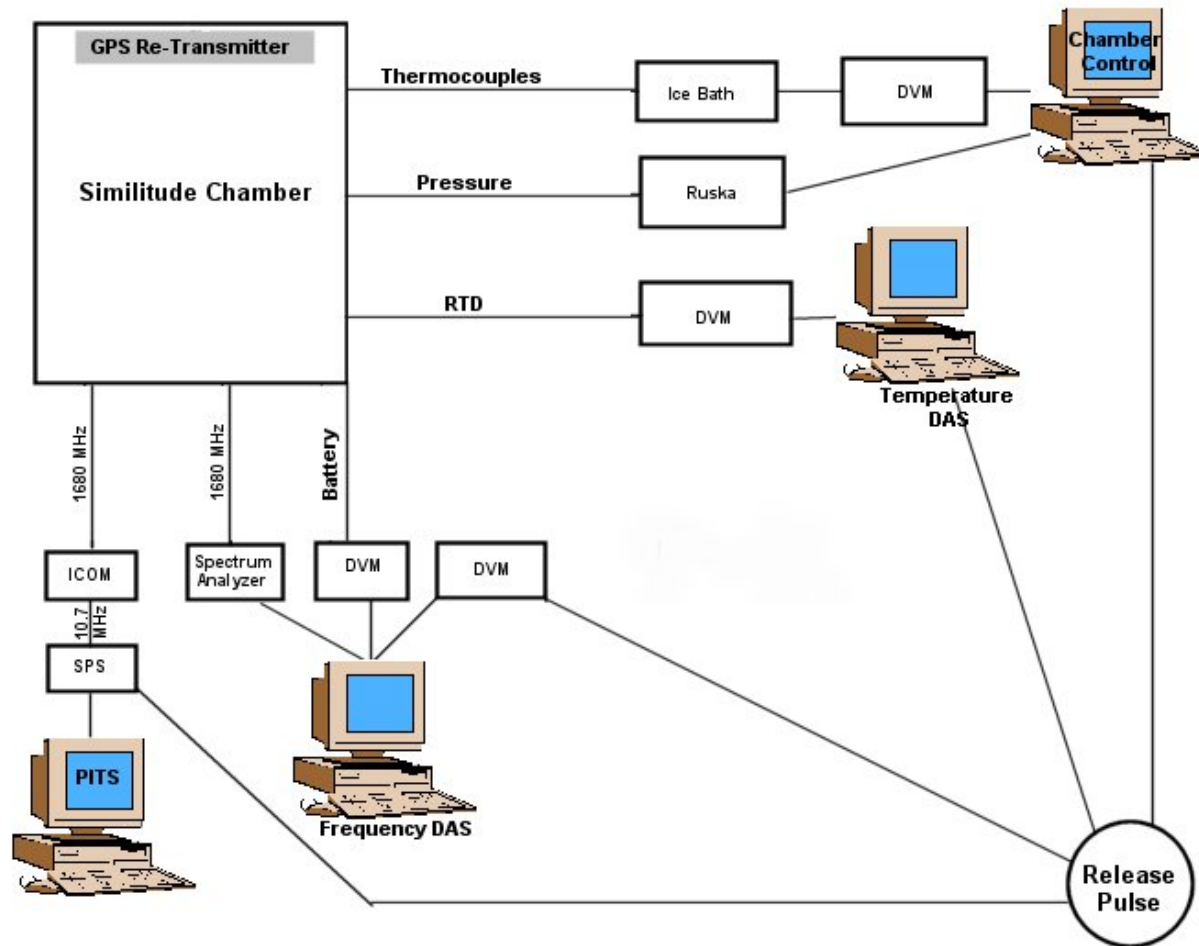 GPS Re-Transmitter
Similitude Chamber
Thermocouples
Ice Bath
DVM
Chamber
Control
Pressure
Ruska
RTD
DVM
Temperature
DAS
1680 MHz
1680 MHz
Battery
ICOM
Spectrum
Analyzer
DVM
DVM
10.7
MHz
SPS
PITS
Frequency DAS
Release
Pulse